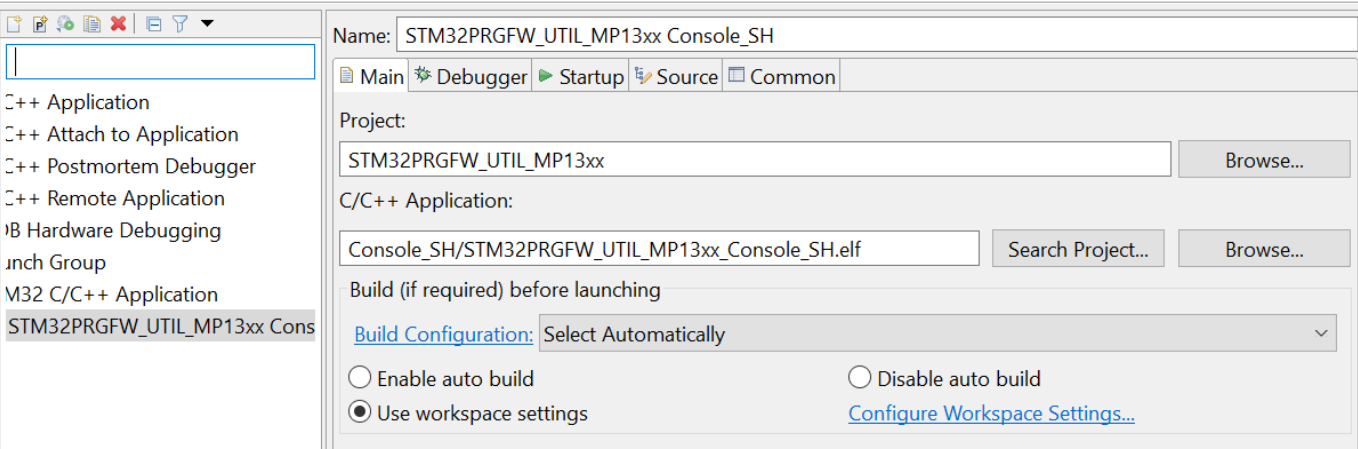 Name: STM32PRGFW_UTIL_MP13xx Console_SH
Main Debugger Startup Source Common
C++ Application
C++ Attach to Application
C++ Postmortem Debugger
C++ Remote Application
B Hardware Debugging
unch Group
M32 C/C++ Application
STM32PRGFW_UTIL_MP13xx Cons
Project:
STM32PRGFW_UTIL_MP13xx Browse...
C/C++ Application:
Console_SH/STM32PRGFW_UTIL_MP13xx_Console_SH.elf Search Project... Browse...
Build (if required) before launching
Build Configuration: Select Automatically
Enable auto build Disable auto build
Use workspace settings Configure Workspace Settings...